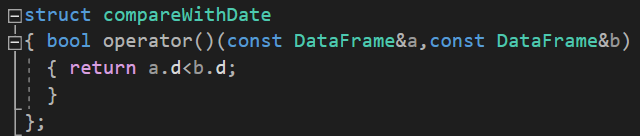 struct compareWithDate
{ bool operator()(const DataFrame&a,const DataFrame&b)
{ return a.d<b.d;
}
};